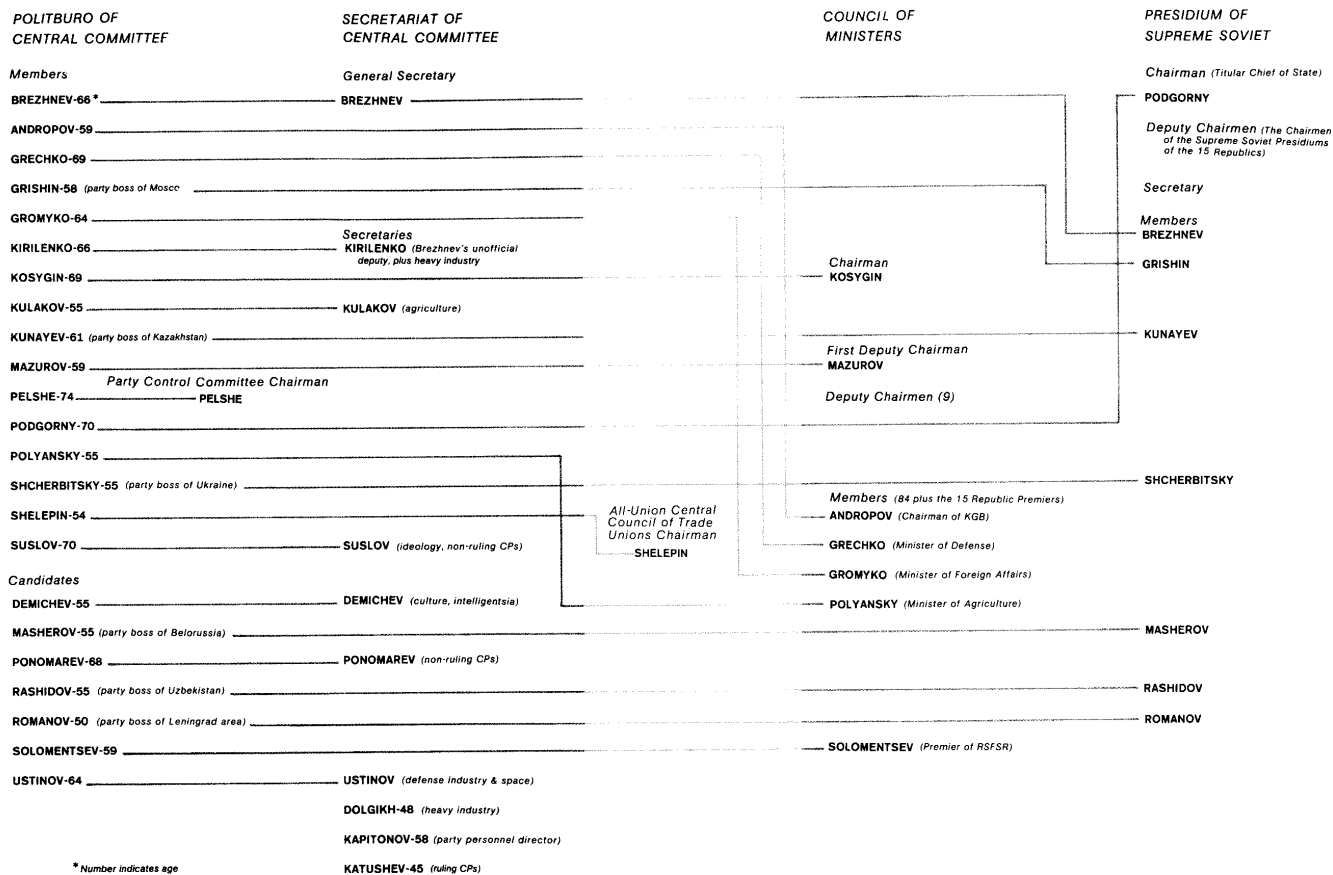 POLITBURO OF
CENTRAL COMMITTEF
SECRETARIAT OF
CENTRAL COMMITTEE
COUNCIL OF
MINISTERS
PRESIDIUM OF
SUPREME SOVIET
Members
General Secretary
Chairman (Titular Chief of State)
BREZHNEV-66*
BREZHNEV
PODGORNY
ANDROPOV-59
Deputy Chairmen (The Chairmen
of the Supreme Soviet Presidiums
of the 15 Republics)
GRECHKO-69
GRISHIN-58 (party boss of Mosco
Secretary
GROMYKO-64
Members
Secretaries
BREZHNEV
KIRILENKO-66
KIRILENKO (Brezhnev's unofficial
deputy, plus heavy industry
Chairman
GRISHIN
KOSYGIN-69
KOSYGIN
KULAKOV-55
KULAKOV (agriculture)
KUNAYEV-61 (party boss of Kazakhstan)
KUNAYEV
First Deputy Chairman
MAZUROV-59
MAZUROV
Party Control Committee Chairman
PELSHE-74
PELSHE
Deputy Chairmen (9)
PODGORNY-70
POLYANSKY-55
SHCHERBITSKY-55 (party boss of Ukraine)
SHCHERBITSKY
Members (84 plus the 15 Republic Premiers)
SHELEPIN-54
All-Union Central
Council of Trade
Unions Chairman
SHELEPIN
ANDROPOV (Chairman of KGB)
SUSLOV-70
SUSLOV (ideology, non-ruling CPs)
GRECHKO (Minister of Defense)
Candidates
GROMYKO (Minister of Foreign Affairs)
DEMICHEV-55
DEMICHEV (culture, intelligentsia)
POLYANSKY (Minister of Agriculture)
MASHEROV-55 (party boss of Belorussia)
MASHEROV
PONOMAREV-68
PONOMAREV (non-ruling CPs)
RASHIDOV-55 (party boss of Uzbekistan)
RASHIDOV
ROMANOV-50 (party boss of Leningrad area)
ROMANOV
SOLOMENTSEV-59
SOLOMENTSEV (Premier of RSFSR)
USTINOV-64
USTINOV (defense industry & space)
DOLGIKH-48 (heavy industry)
KAPITONOV-58 (party personnel director)
* Number indicates age
KATUSHEV-45 (ruling CPs)